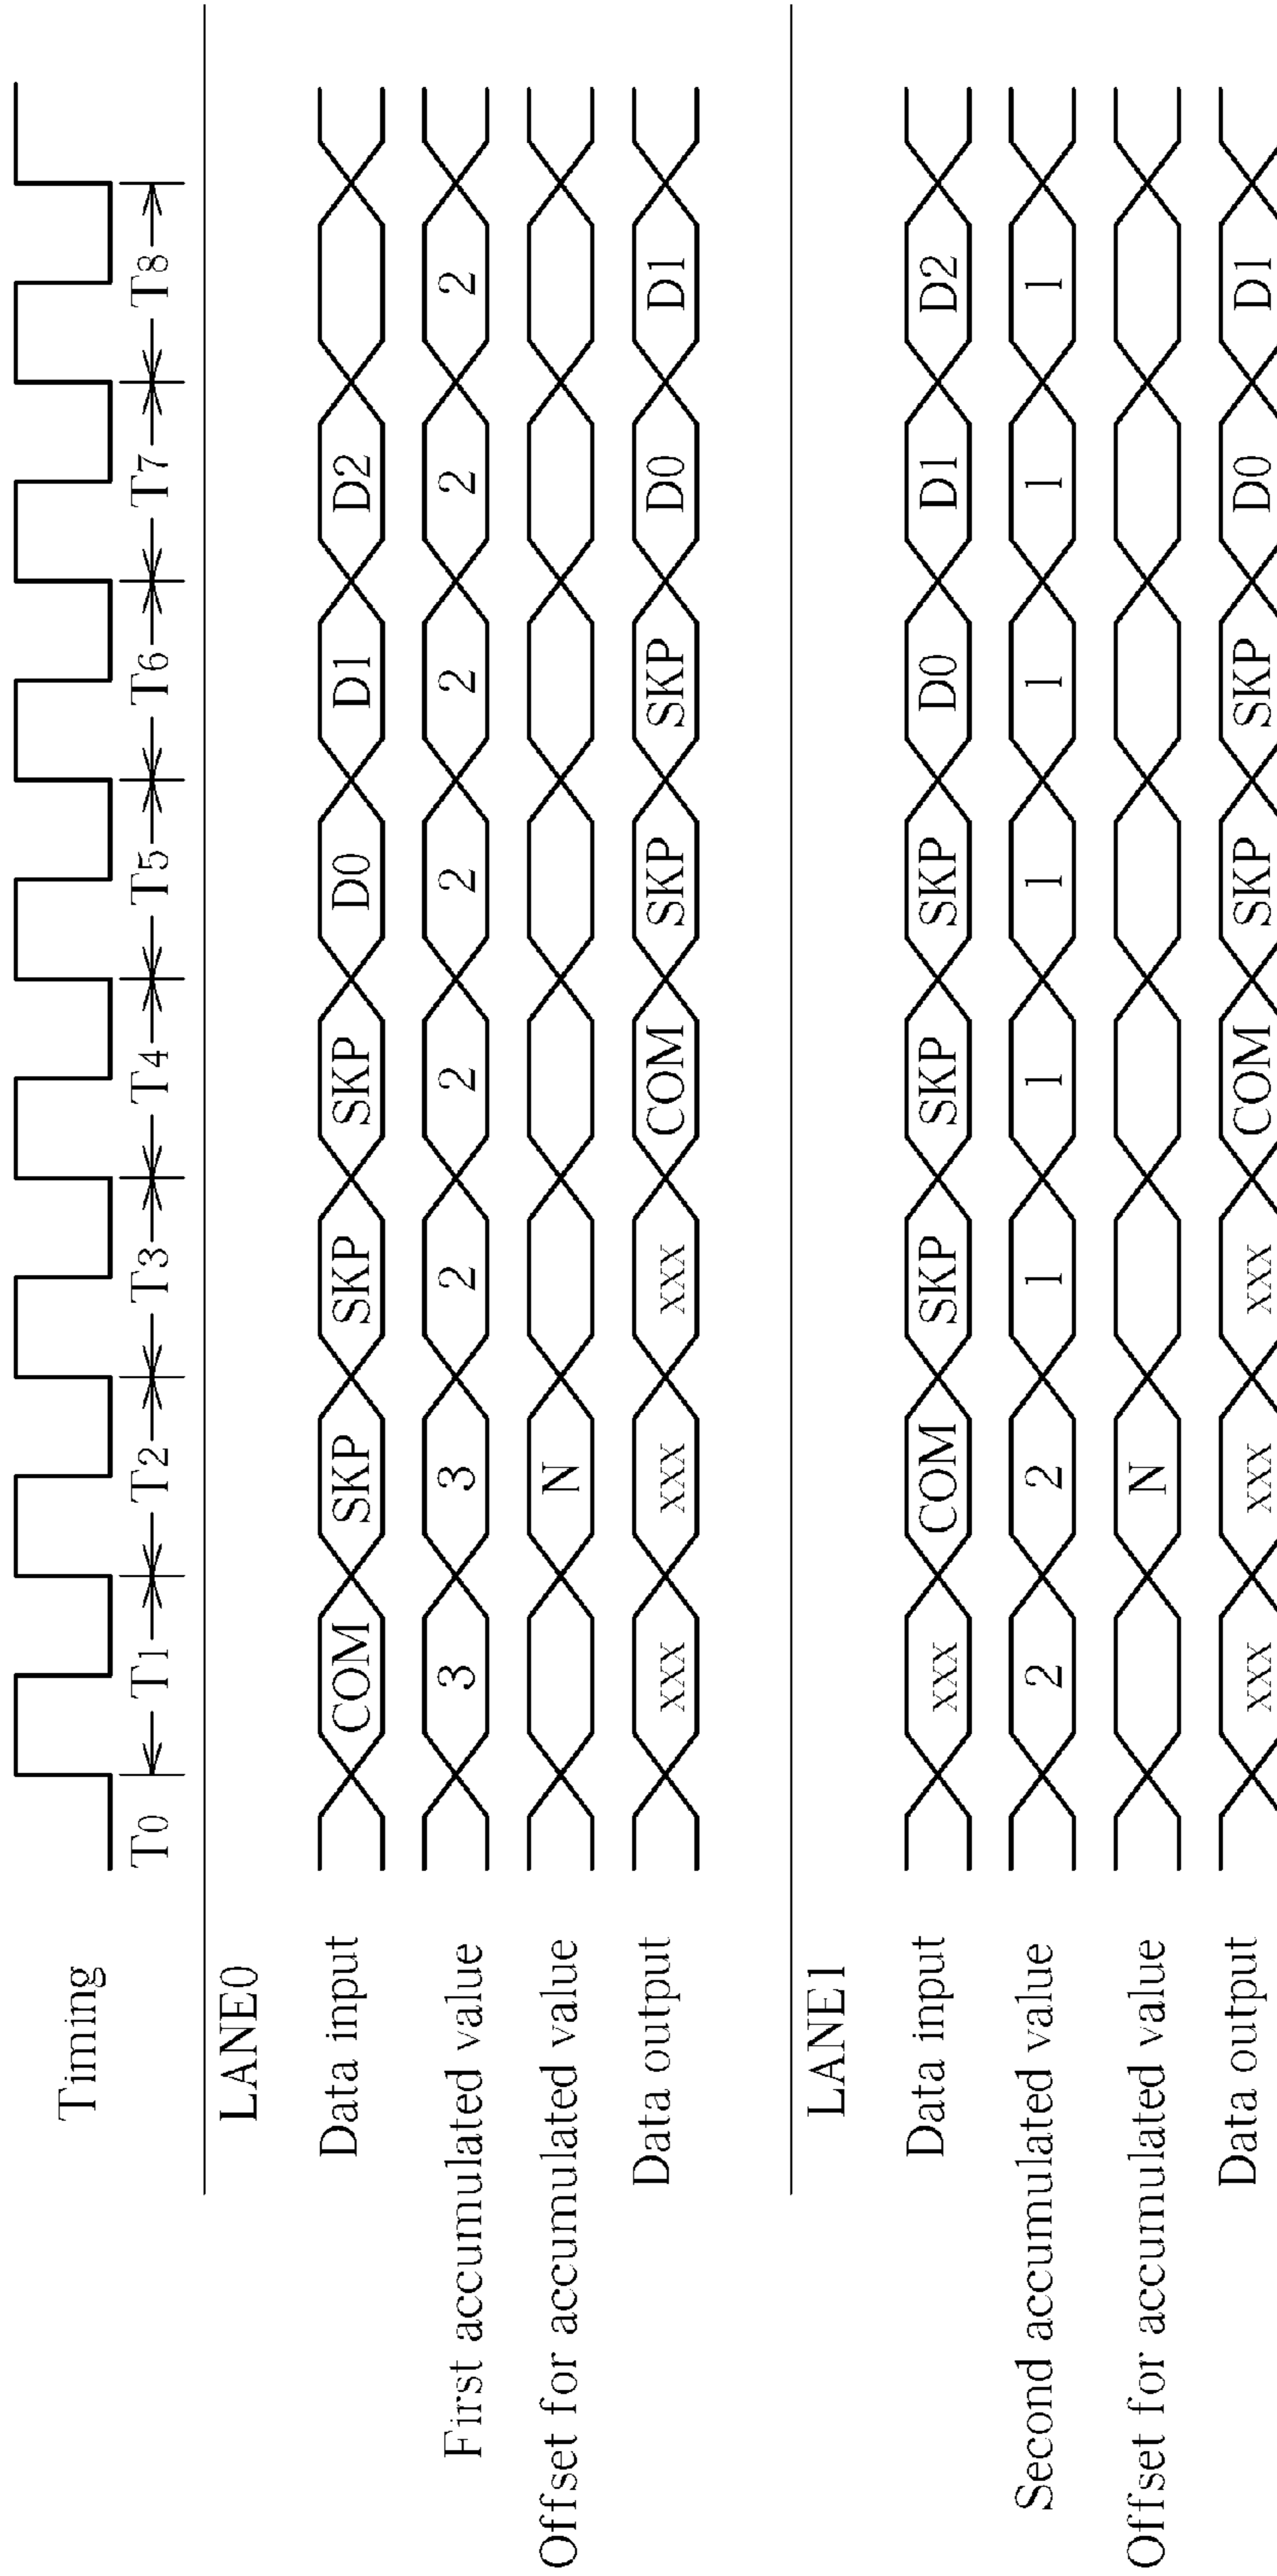 Timing T0 T1 T2 T3 T4 T5 T6 T7 T8
LANE0
Data input COM SKP SKP SKP D0 D1 D2
First accumulated value 3 3 2 2 2 2 2 2
Offset for accumulated value N
Data output xxx xxx xxx COM SKP SKP D0 D1
LANE1
Data input xxx COM SKP SKP SKP D0 D1 D2
Second accumulated value 2 2 1 1 1 1 1 1
Offset for accumulated value N
Data output xxx xxx xxx COM SKP SKP D0 D1